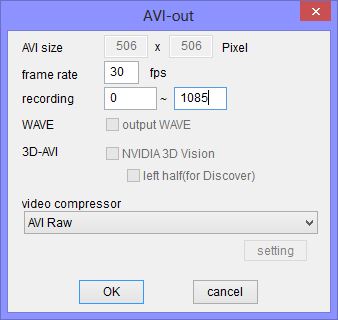 AVI-out
AVI size 506 x 506 Pixel
frame rate 30 fps
recording 0 ~ 1085
WAVE output WAVE
3D-AVI NVIDIA 3D Vision
left half(for Discover)
video compressor
AVI Raw
setting
OK cancel